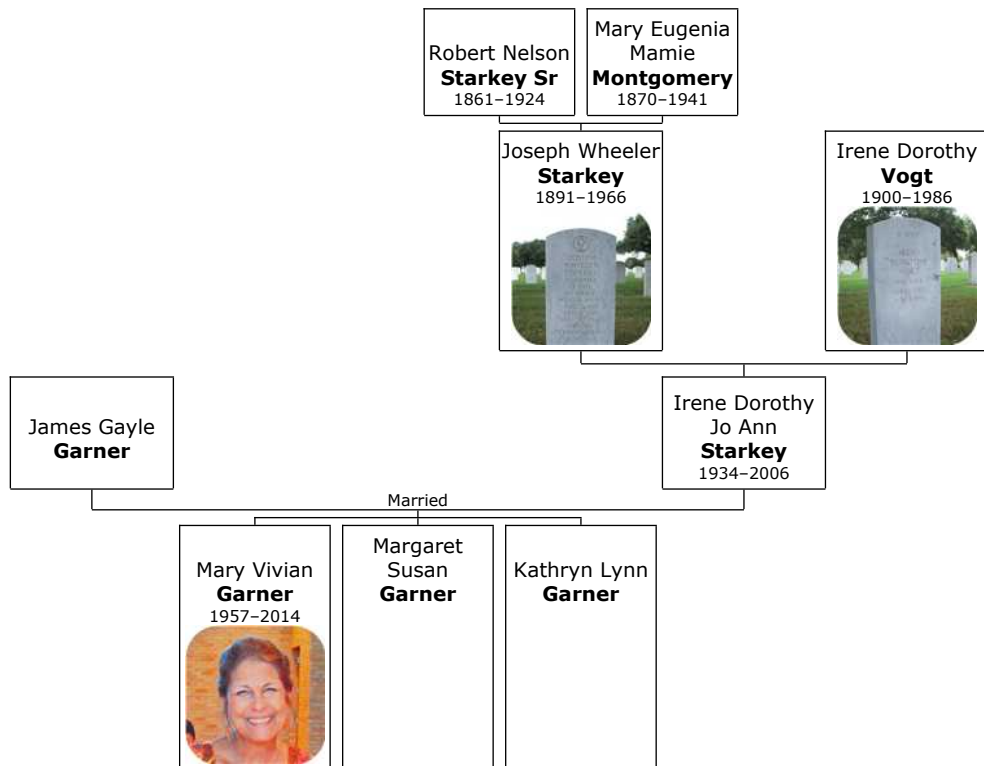 Robert Nelson
Starkey Sr
1861–1924
Mary Eugenia
Mamie
Montgomery
1870–1941
Joseph Wheeler
Starkey
1891–1966
Irene Dorothy
Vogt
1900–1986
James Gayle
Garner
Irene Dorothy
Jo Ann
Starkey
1934–2006
Married
Mary Vivian
Garner
1957–2014
Margaret
Susan
Garner
Kathryn Lynn
Garner